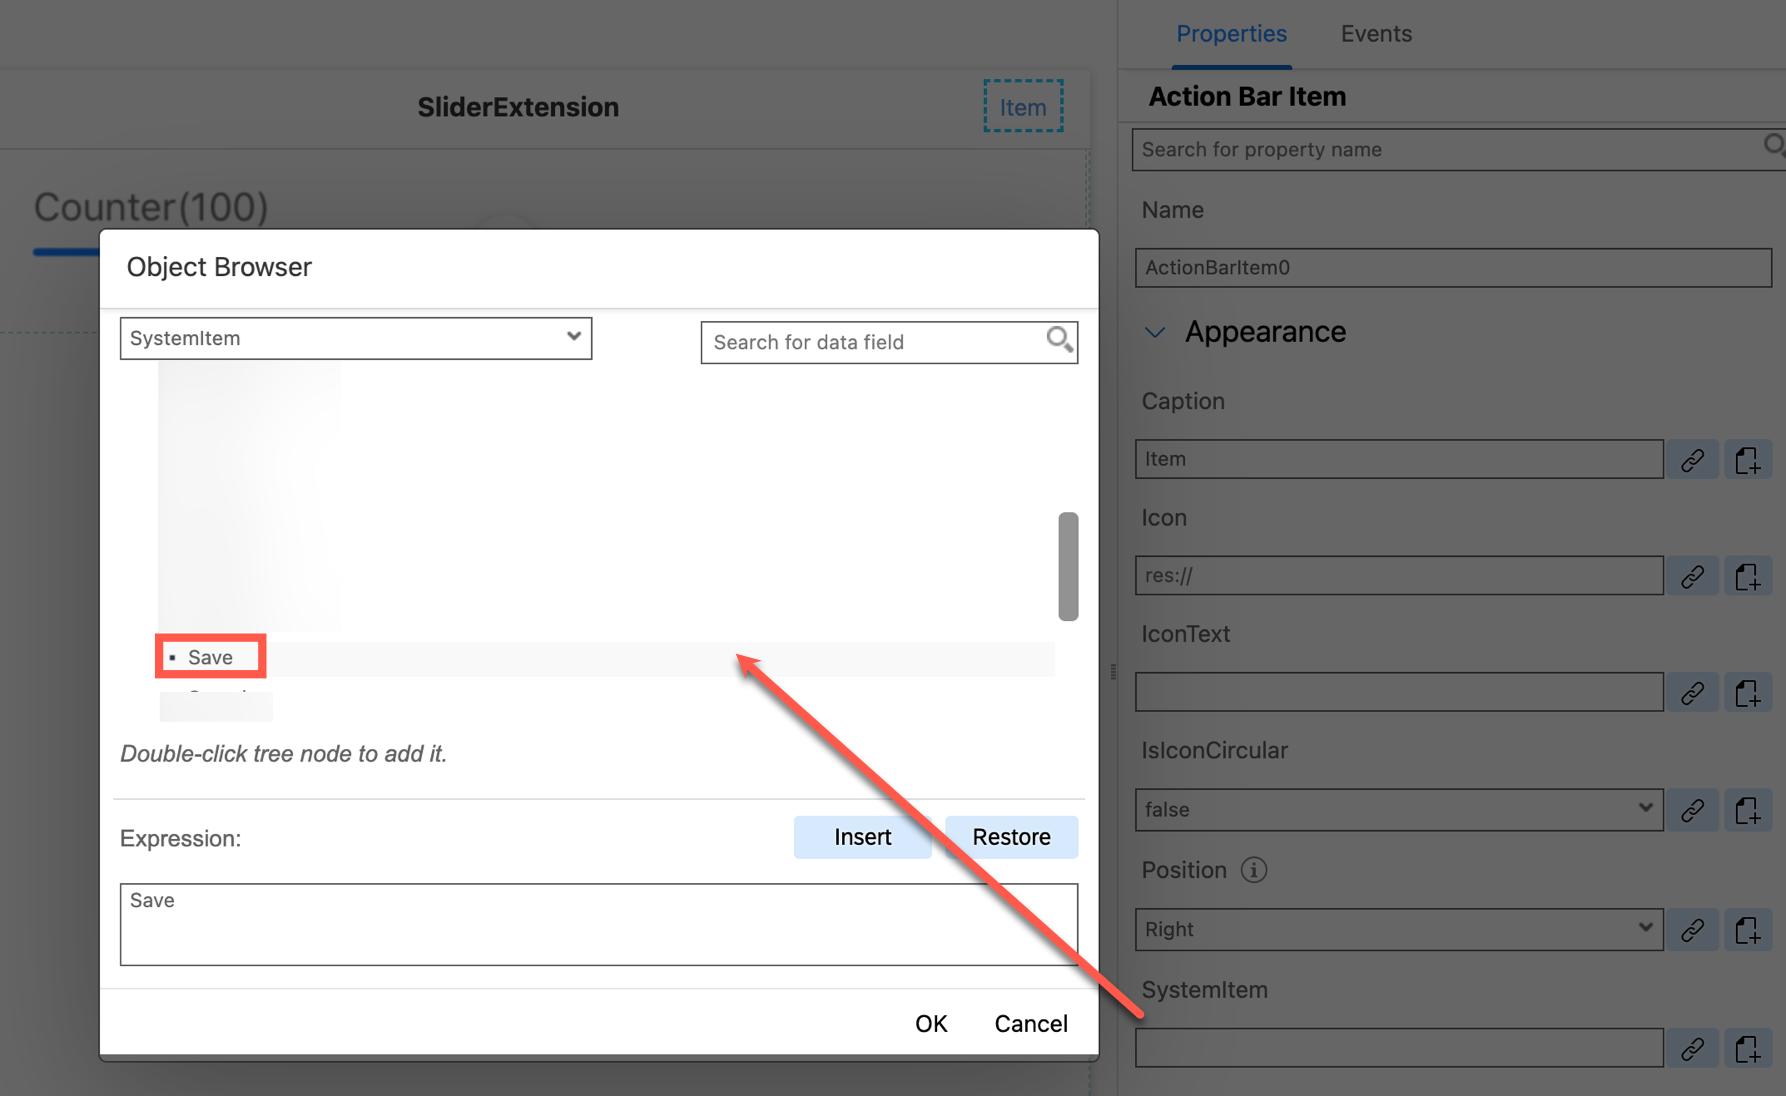 Properties
Events
SliderExtension
Item
Action Bar Item
Search for property name
Counter(100)
Name
ActionBarItem0
Object Browser
SystemItem
Search for data field
Appearance
Caption
Item
Icon
res://
IconText
Save
Double-click tree node to add it.
IsIconCircular
false
Expression:
Insert
Restore
Position
Save
Right
SystemItem
OK
Cancel